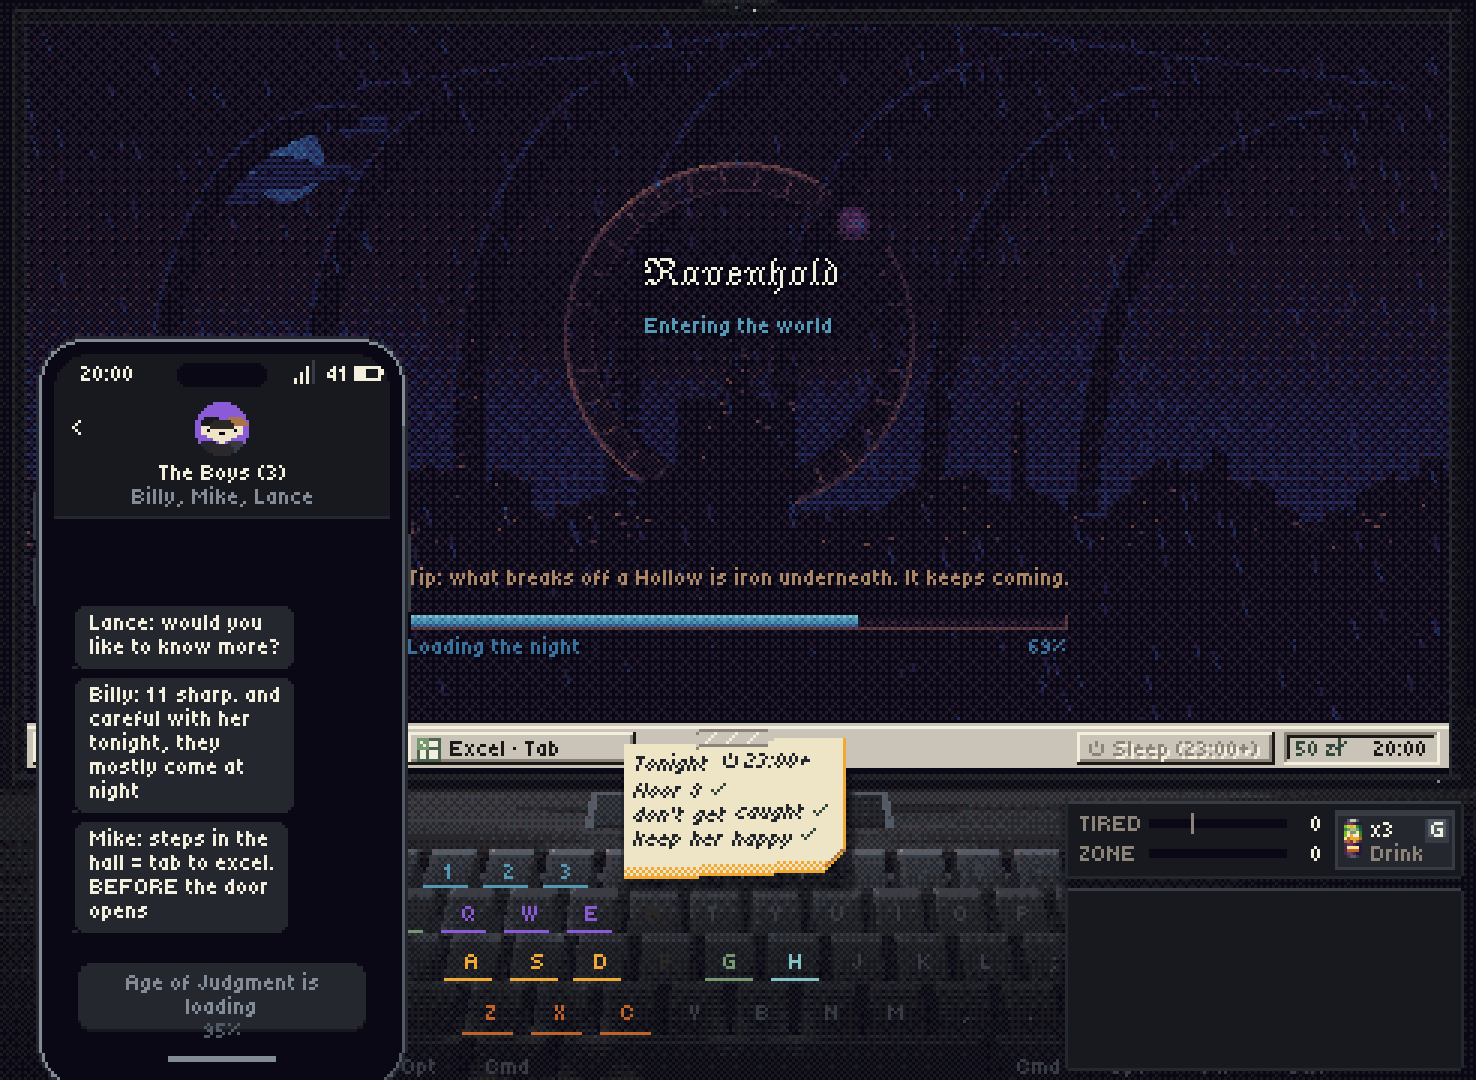 Ravenhold
Entering the world
Tip: what breaks off a Hollow is iron underneath. It keeps coming.
Loading the night
69%
20:00
41
<
The Boys (3)
Billy, Mike, Lance
Lance: would you
like to know more?
Billy: 11 sharp. and
careful with her
tonight, they
mostly come at
night
Mike: steps in the
hall = tab to excel.
BEFORE the door
opens
Age of Judgment is
loading
95%
Excel · Tab
Sleep (23:00+)
50 zł
20:00
Tonight 23:00+
floor 9 ✓
don't get caught ✓
keep her happy ✓
TIRED 0
ZONE 0
x3 G
Drink
1 2 3
Q W E O P
A S D G H J K L ;
Z X C V B N M , .
Opt Cmd Cmd